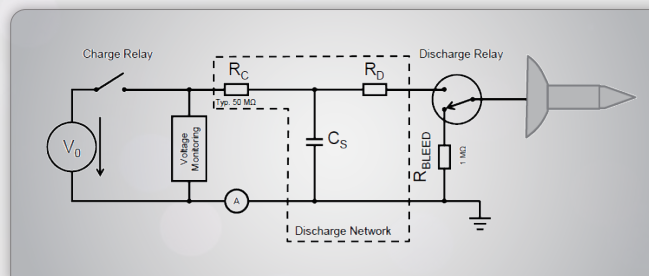 Charge Relay
Discharge Relay
R_C
R_D
Typ. 50 MΩ
V_0
Voltage
Monitoring
C_S
R_BLEED
1 MΩ
A
Discharge Network